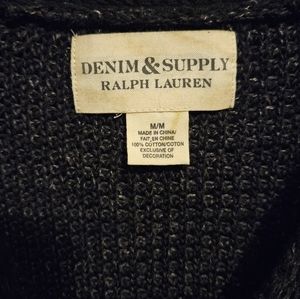 DENIM & SUPPLY
RALPH LAUREN
M/M
MADE IN CHINA/
FAIT EN CHINE
100% COTTON/COTON
EXCLUSIVE OF
DECORATION